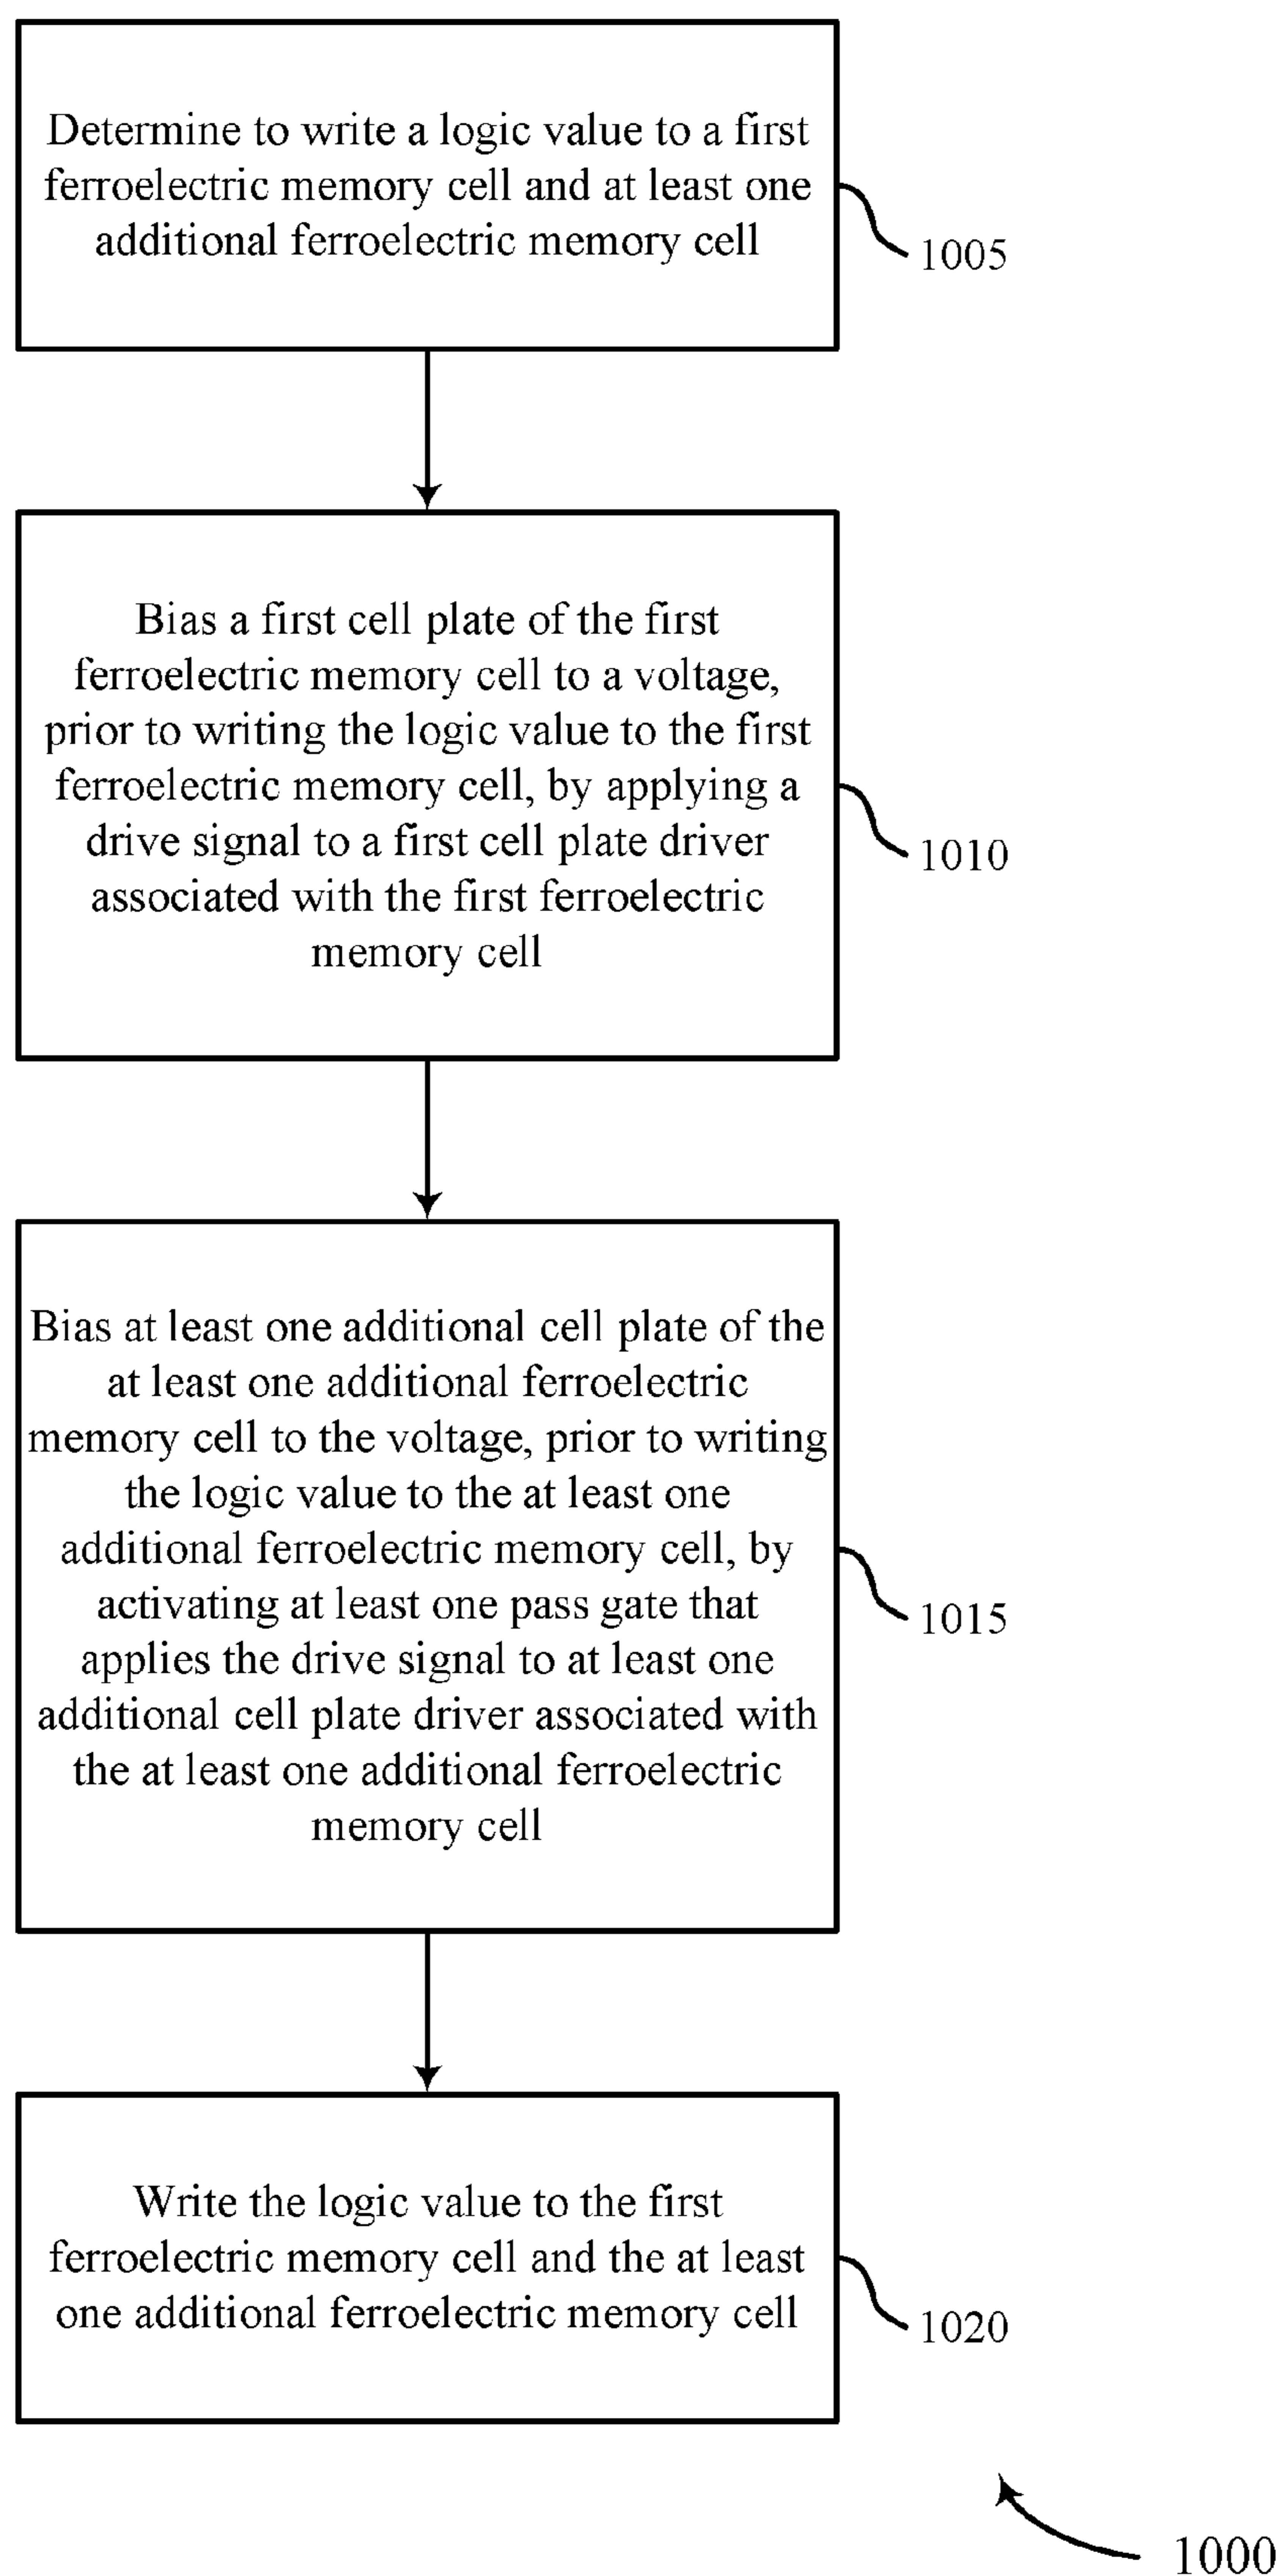 Determine to write a logic value to a first
ferroelectric memory cell and at least one
additional ferroelectric memory cell
1005
Bias a first cell plate of the first
ferroelectric memory cell to a voltage,
prior to writing the logic value to the first
ferroelectric memory cell, by applying a
drive signal to a first cell plate driver
associated with the first ferroelectric
memory cell
1010
Bias at least one additional cell plate of the
at least one additional ferroelectric
memory cell to the voltage, prior to writing
the logic value to the at least one
additional ferroelectric memory cell, by
activating at least one pass gate that
applies the drive signal to at least one
additional cell plate driver associated with
the at least one additional ferroelectric
memory cell
1015
Write the logic value to the first
ferroelectric memory cell and the at least
one additional ferroelectric memory cell
1020
1000